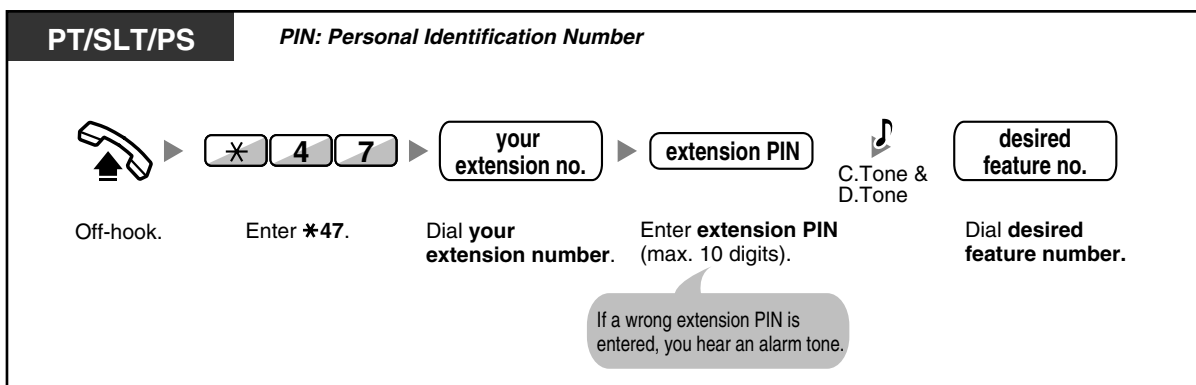 PT/SLT/PS
PIN: Personal Identification Number
* 4 7
your
extension no.
extension PIN
C.Tone &
D.Tone
desired
feature no.
Off-hook.
Enter *47.
Dial your
extension number.
Enter extension PIN
(max. 10 digits).
Dial desired
feature number.
If a wrong extension PIN is
entered, you hear an alarm tone.